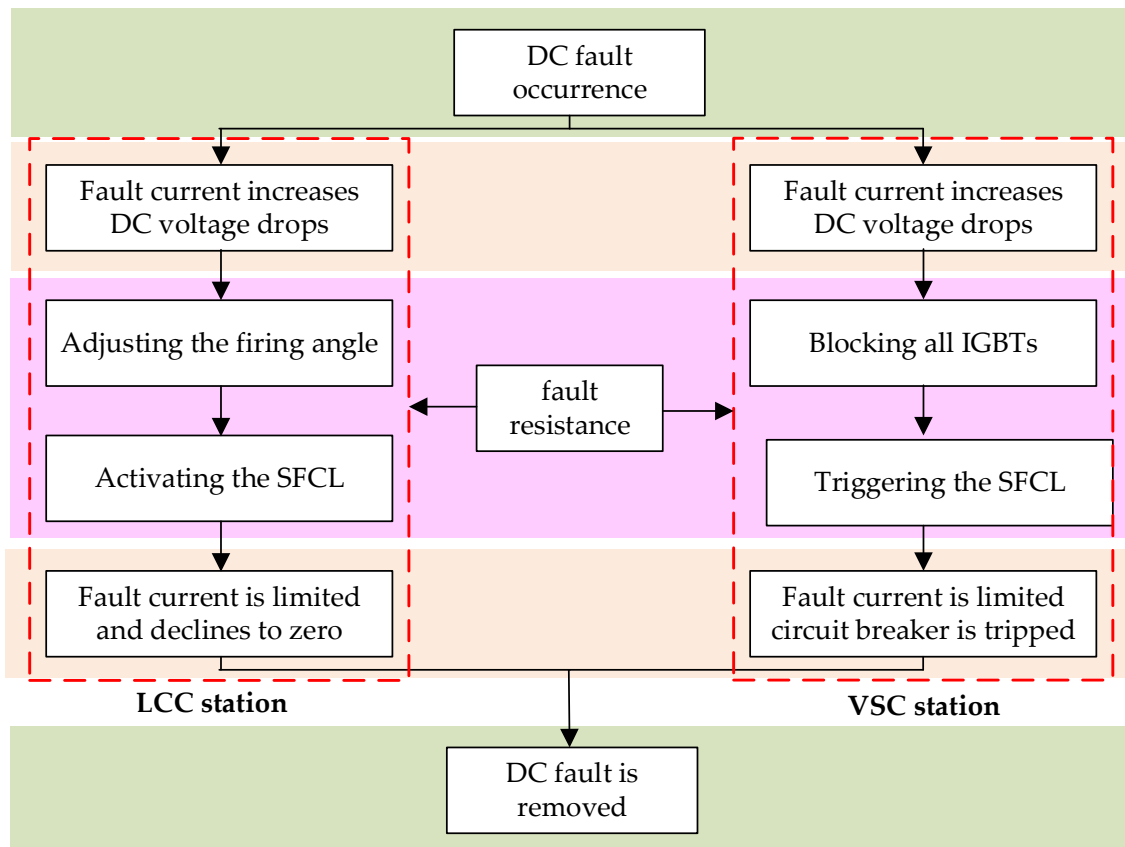 DC fault
occurrence
Fault current increases
DC voltage drops
Fault current increases
DC voltage drops
Adjusting the firing angle
Blocking all IGBTs
fault
resistance
Activating the SFCL
Triggering the SFCL
Fault current is limited
and declines to zero
Fault current is limited
circuit breaker is tripped
LCC station
VSC station
DC fault is
removed